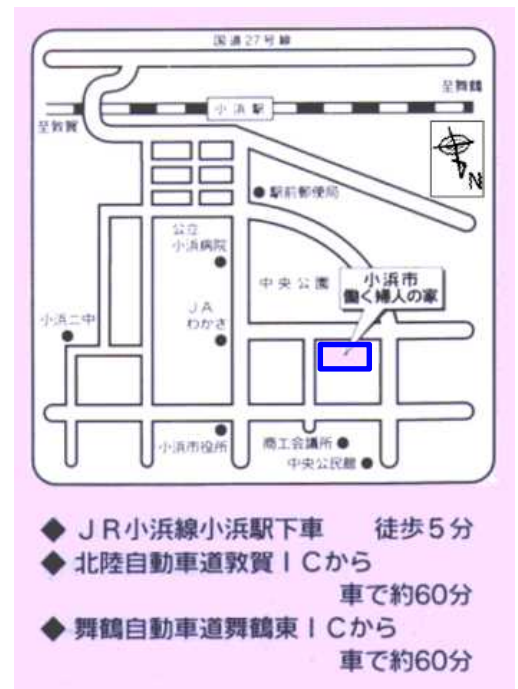 国道27号線
至舞鶴
小浜駅
至敦賀
N
駅前郵便局
公立
小浜病院
中央公園
小浜市
働く婦人の家
JA
わかさ
小浜二中
小浜市役所
商工会議所
中央公民館
◆ JR小浜線小浜駅下車 徒歩5分
◆ 北陸自動車道敦賀ICから
車で約60分
◆ 舞鶴自動車道舞鶴東ICから
車で約60分